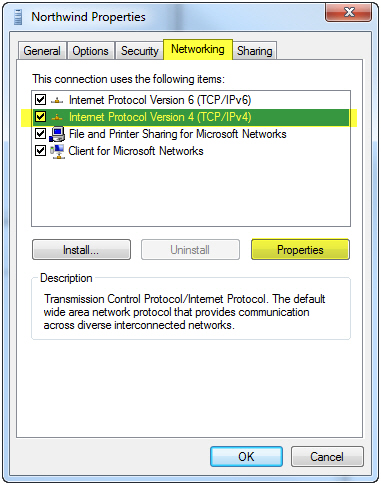 Northwind Properties
General Options Security Networking Sharing
This connection uses the following items:
Internet Protocol Version 6 (TCP/IPv6)
Internet Protocol Version 4 (TCP/IPv4)
File and Printer Sharing for Microsoft Networks
Client for Microsoft Networks
Install... Uninstall Properties
Description
Transmission Control Protocol/Internet Protocol. The default
wide area network protocol that provides communication
across diverse interconnected networks.
OK Cancel